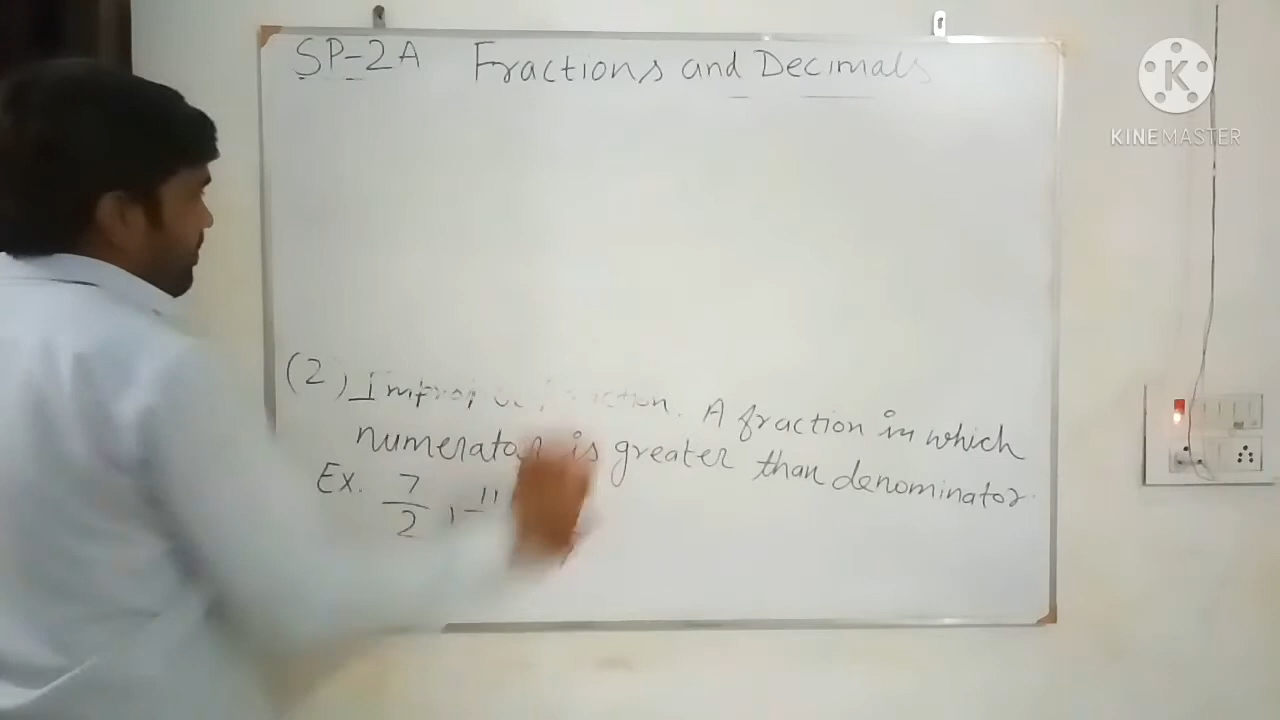 SP-2A Fractions and Decimals
KINEMASTER
(2) fraction. A fraction in which
numerator is greater than denominator.
Ex. 7/2 , 11